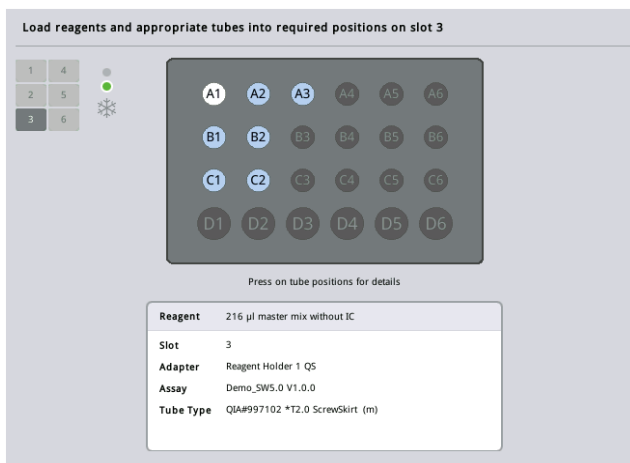 Load reagents and appropriate tubes into required positions on slot 3
1 4
2 5
3 6
A1 A2 A3 A4 A5 A6
B1 B2 B3 B4 B5 B6
C1 C2 C3 C4 C5 C6
D1 D2 D3 D4 D5 D6
Press on tube positions for details
Reagent 216 µl master mix without IC
Slot 3
Adapter Reagent Holder 1 QS
Assay Demo_SW5.0 V1.0.0
Tube Type QIA#997102 *T2.0 ScrewSkirt (m)